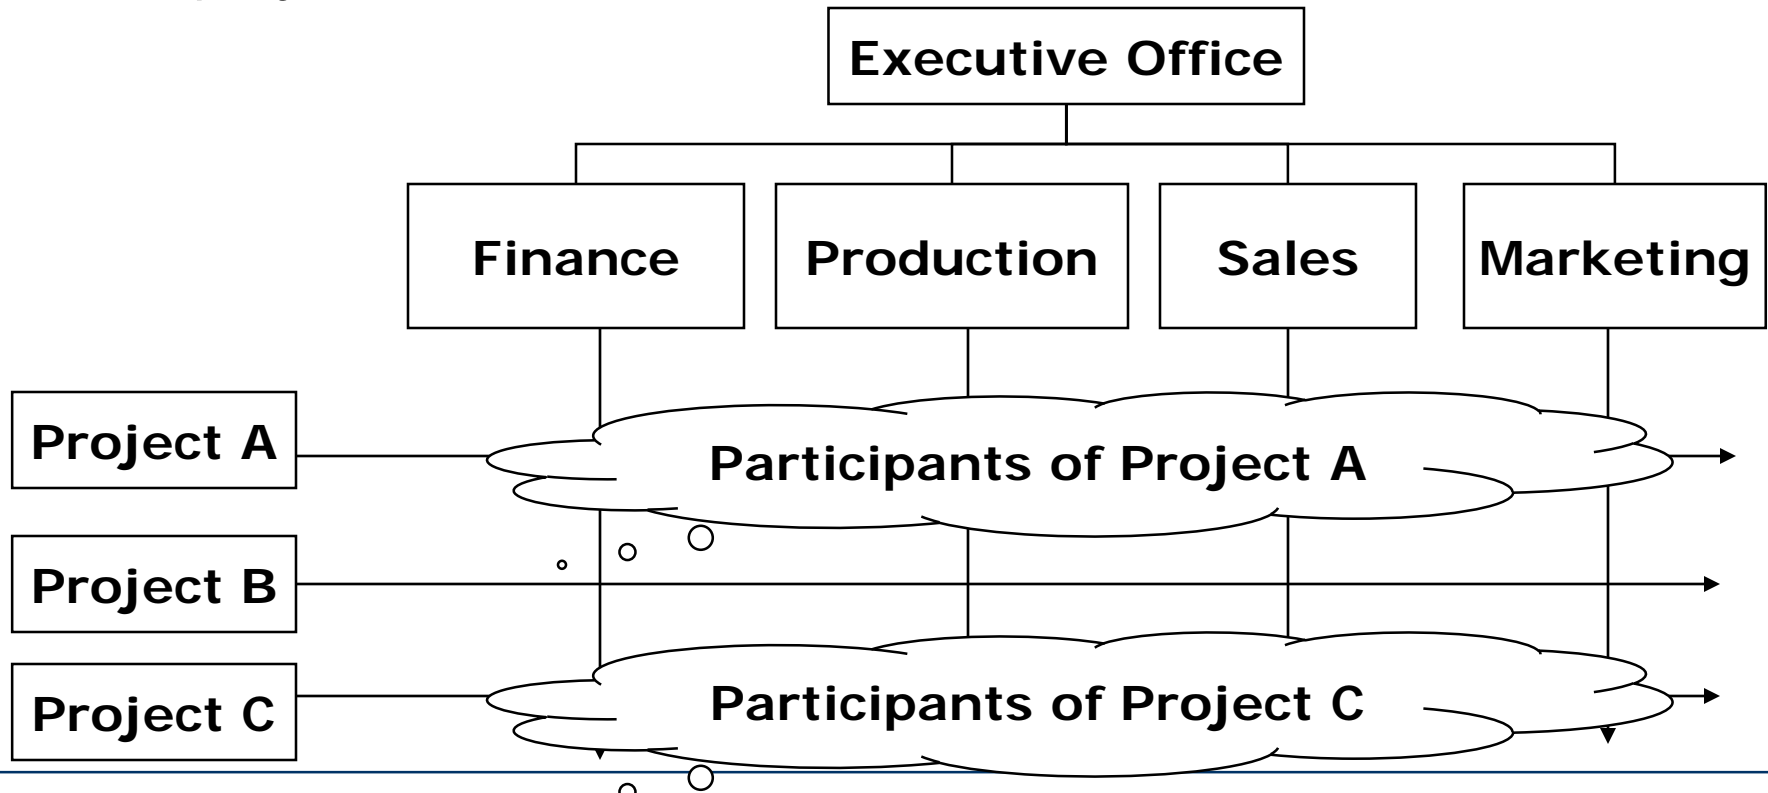 Executive Office
Finance
Production
Sales
Marketing
Project A
Participants of Project A
Project B
Project C
Participants of Project C